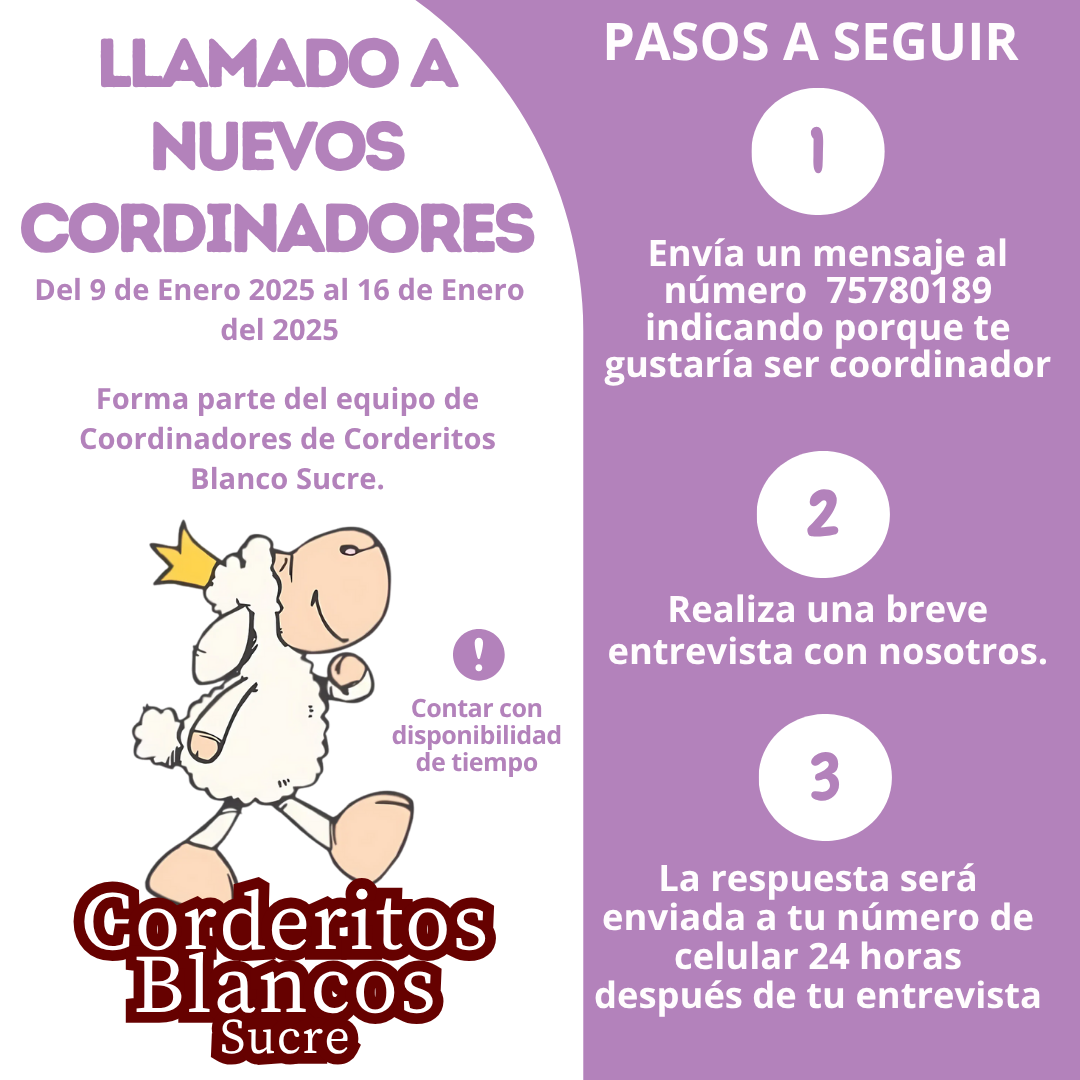 LLAMADO A
NUEVOS
CORDINADORES
Del 9 de Enero 2025 al 16 de Enero
del 2025
Forma parte del equipo de
Coordinadores de Corderitos
Blanco Sucre.
!
Contar con
disponibilidad
de tiempo
Corderitos
Blancos
Sucre
PASOS A SEGUIR
1
Envía un mensaje al
número 75780189
indicando porque te
gustaría ser coordinador
2
Realiza una breve
entrevista con nosotros.
3
La respuesta será
enviada a tu número de
celular 24 horas
después de tu entrevista